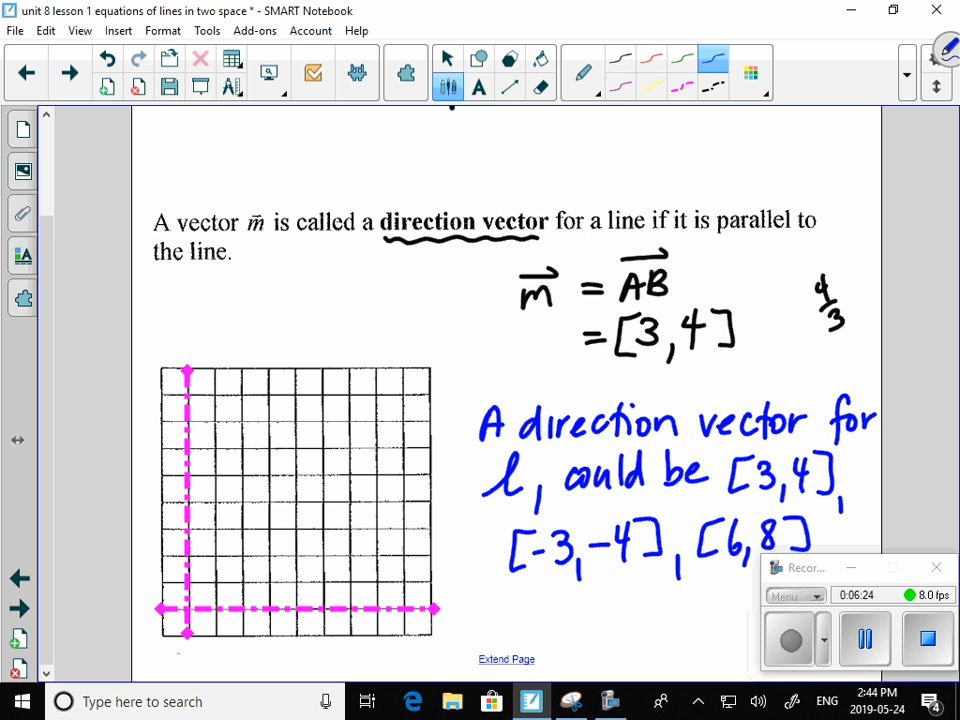 unit 8 lesson 1 equations of lines in two space * - SMART Notebook
File Edit View Insert Format Tools Add-ons Account Help
A vector m⃗ is called a direction vector for a line if it is parallel to
the line.
m⃗ = A⃗B⃗
= [3, 4]
4/3
A direction vector for
l, could be [3,4],
[-3,-4], [6,8]
Extend Page
Recor...
Menu
0:06:24
8.0 fps
Type here to search
ENG
2:44 PM
2019-05-24
4